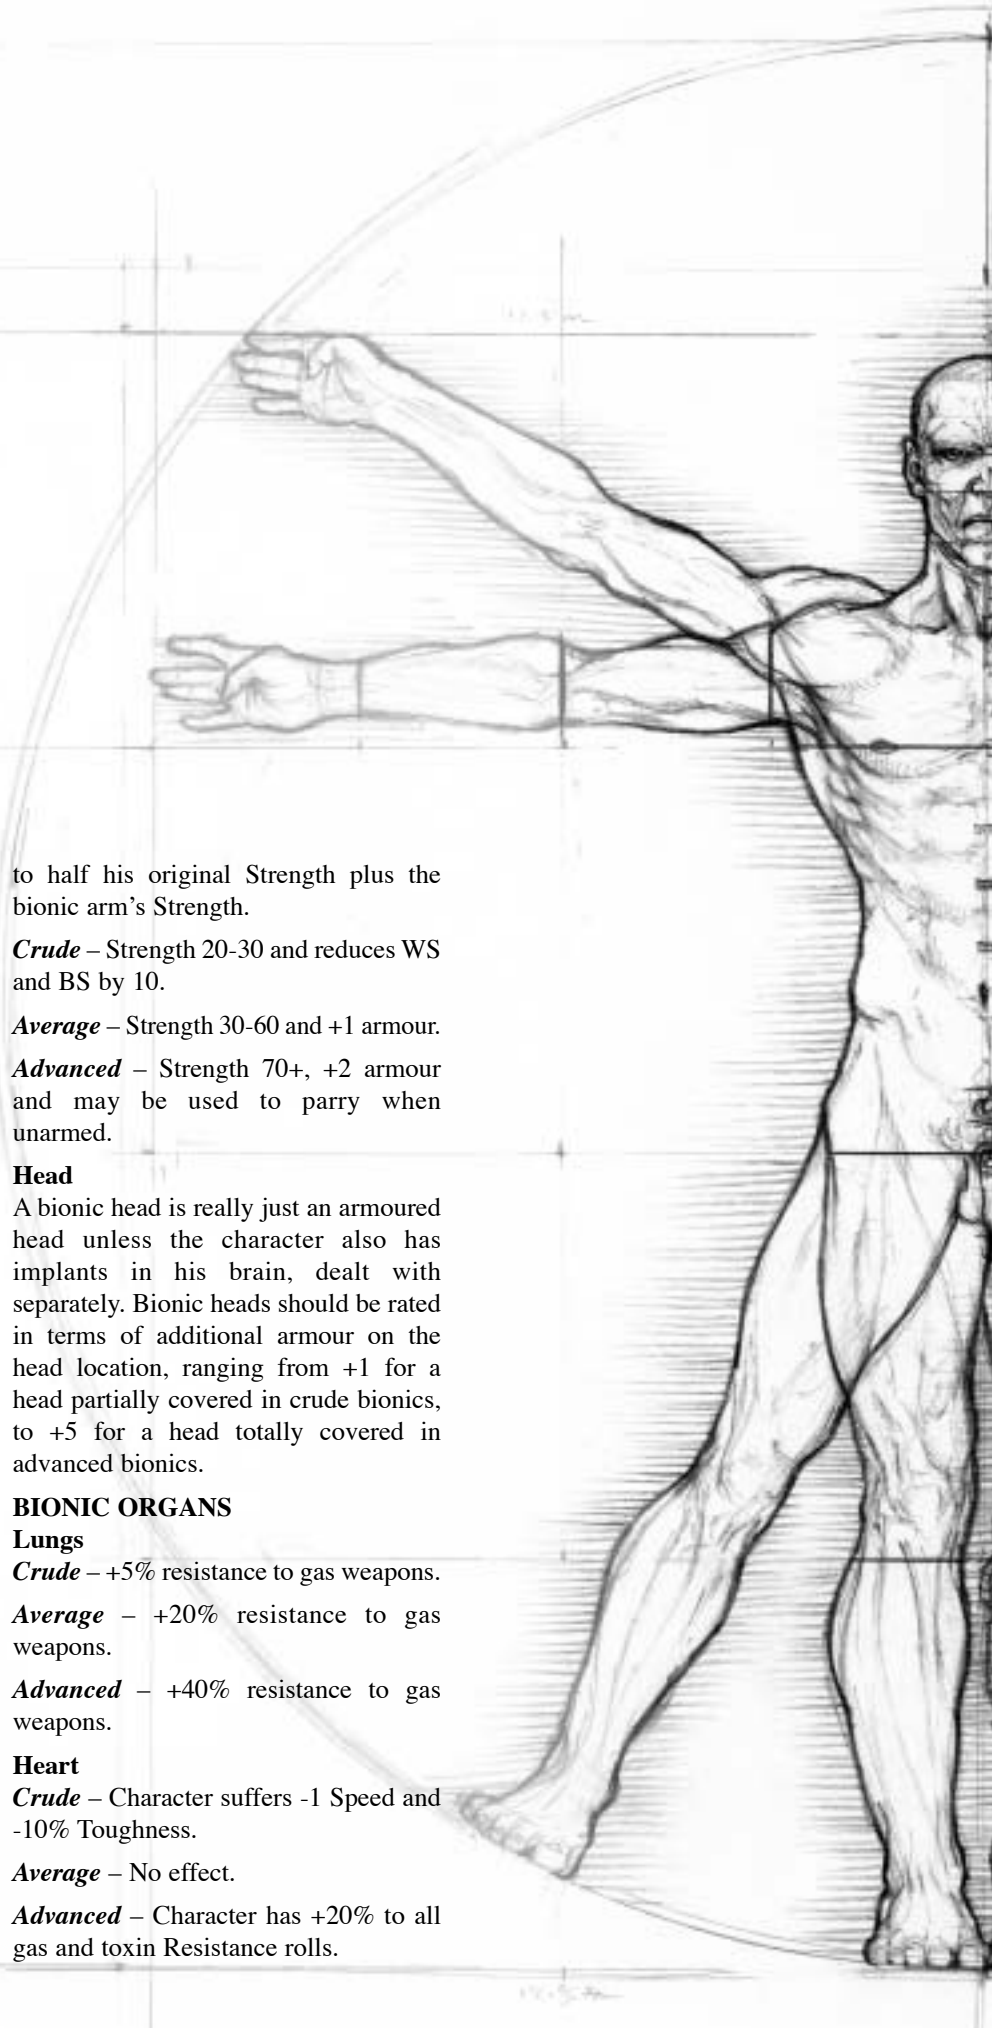 to half his original Strength plus the
bionic arm’s Strength.
Crude – Strength 20-30 and reduces WS
and BS by 10.
Average – Strength 30-60 and +1 armour.
Advanced – Strength 70+, +2 armour
and may be used to parry when
unarmed.
Head
A bionic head is really just an armoured
head unless the character also has
implants in his brain, dealt with
separately. Bionic heads should be rated
in terms of additional armour on the
head location, ranging from +1 for a
head partially covered in crude bionics,
to +5 for a head totally covered in
advanced bionics.
BIONIC ORGANS
Lungs
Crude – +5% resistance to gas weapons.
Average – +20% resistance to gas
weapons.
Advanced – +40% resistance to gas
weapons.
Heart
Crude – Character suffers -1 Speed and
-10% Toughness.
Average – No effect.
Advanced – Character has +20% to all
gas and toxin Resistance rolls.